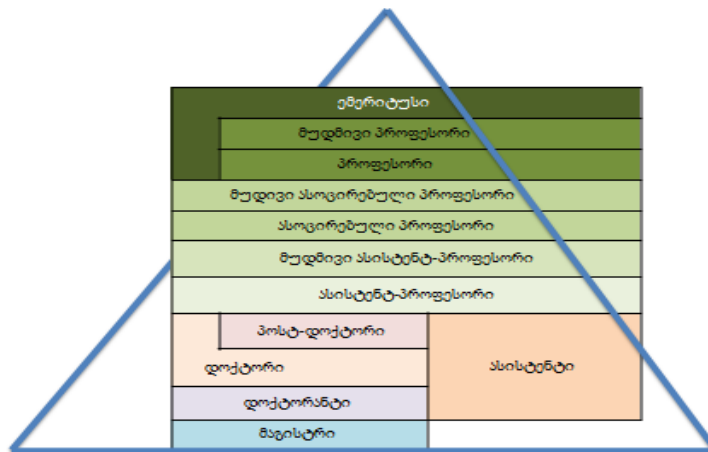 ემერიტუსი
მუდმივი პროფესორი
პროფესორი
მუდივი ასოცირებული პროფესორი
ასოცირებული პროფესორი
მუდმივი ასისტენტ-პროფესორი
ასისტენტ-პროფესორი
პოსტ-დოქტორი
დოქტორი
ასისტენტი
დოქტორანტი
მაგისტრი